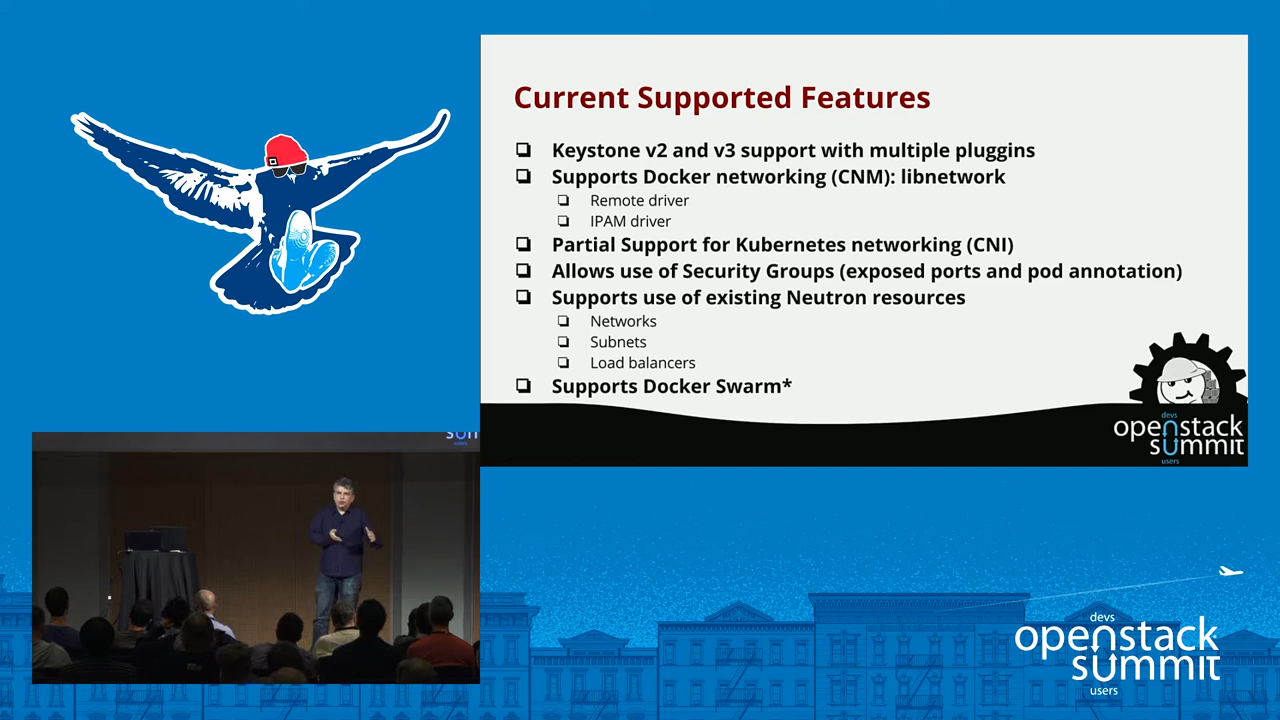 Current Supported Features
Keystone v2 and v3 support with multiple pluggins
Supports Docker networking (CNM): libnetwork
Remote driver
IPAM driver
Partial Support for Kubernetes networking (CNI)
Allows use of Security Groups (exposed ports and pod annotation)
Supports use of existing Neutron resources
Networks
Subnets
Load balancers
Supports Docker Swarm*
devs
openstack
summit
users
devs
openstack
summit
users